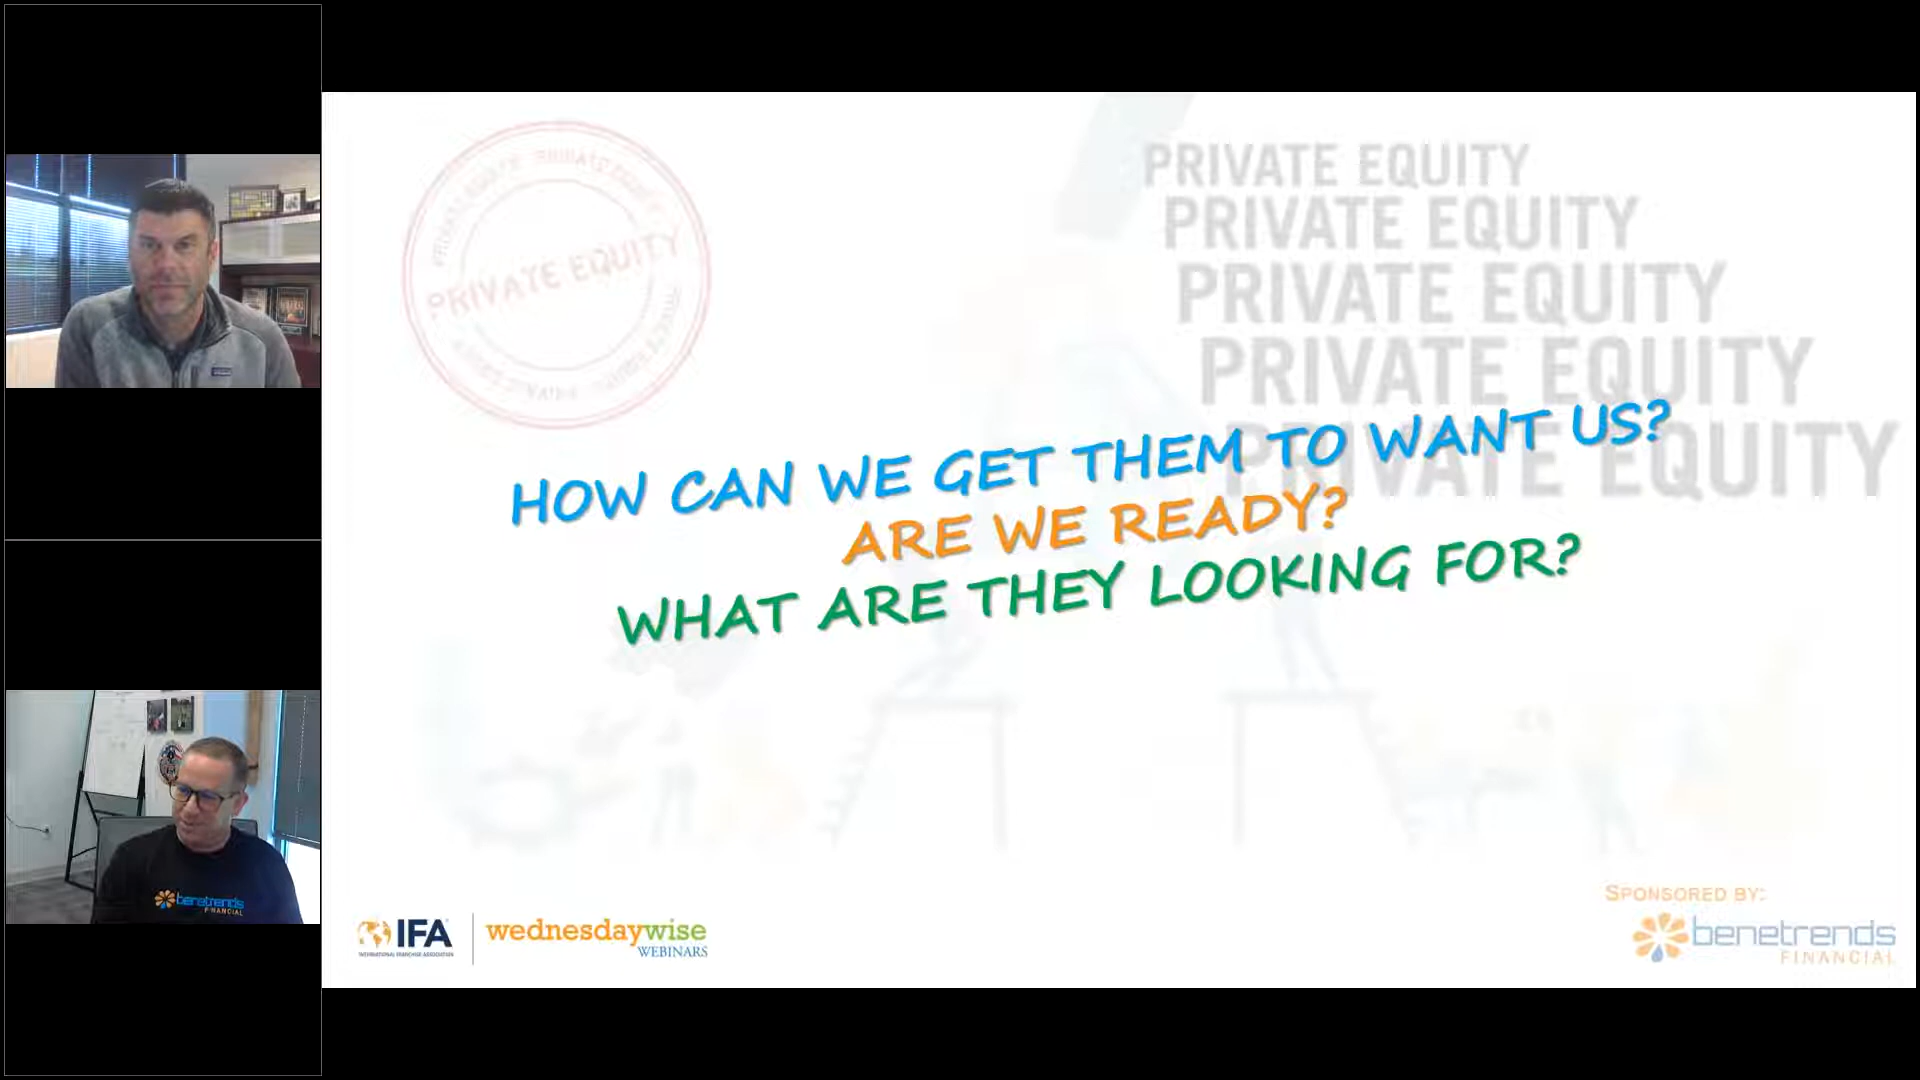 PRIVATE EQUITY
PRIVATE EQUITY
PRIVATE EQUITY
PRIVATE EQUITY
PRIVATE EQUITY
PRIVATE EQUITY
HOW CAN WE GET THEM TO WANT US?
ARE WE READY?
WHAT ARE THEY LOOKING FOR?
benetrends
FINANCIAL
IFA
INTERNATIONAL FRANCHISE ASSOCIATION
wednesdaywise
WEBINARS
SPONSORED BY:
benetrends
FINANCIAL